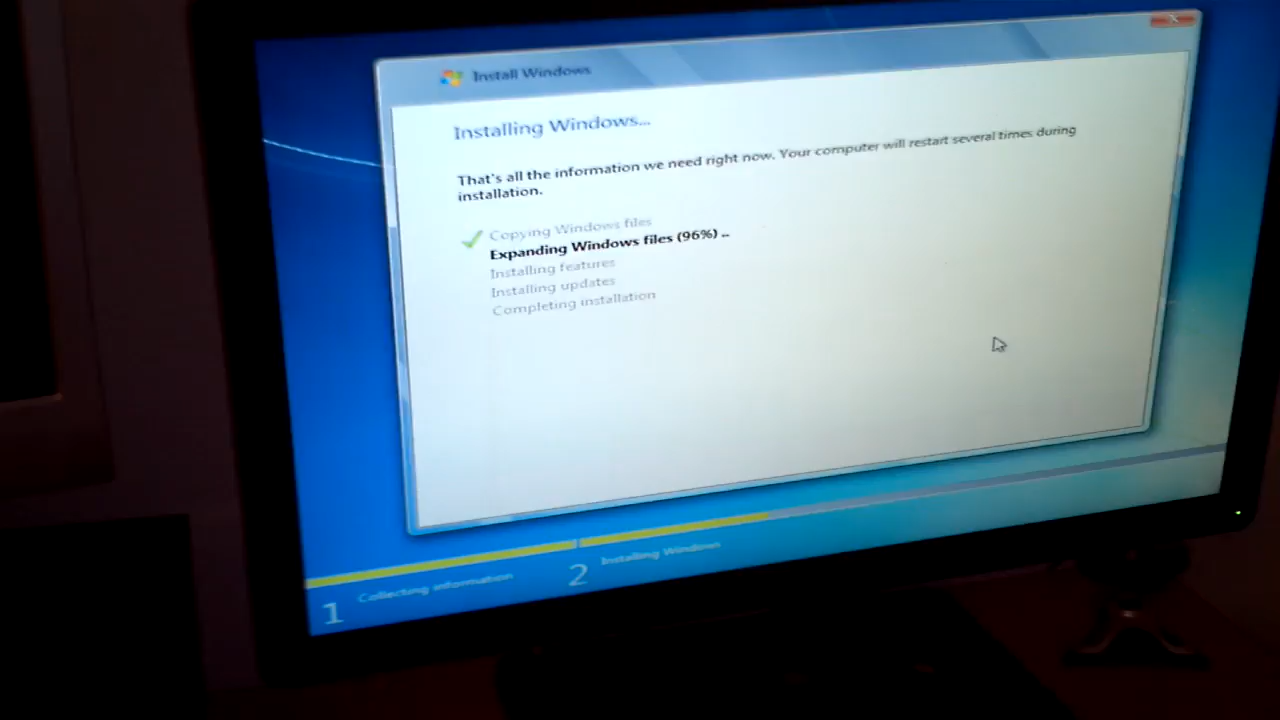 Install Windows
Installing Windows...
That's all the information we need right now. Your computer will restart several times during
installation.
Copying Windows files
Expanding Windows files (96%) ..
Installing features
Installing updates
Completing installation
1 Collecting information
2 Installing Windows